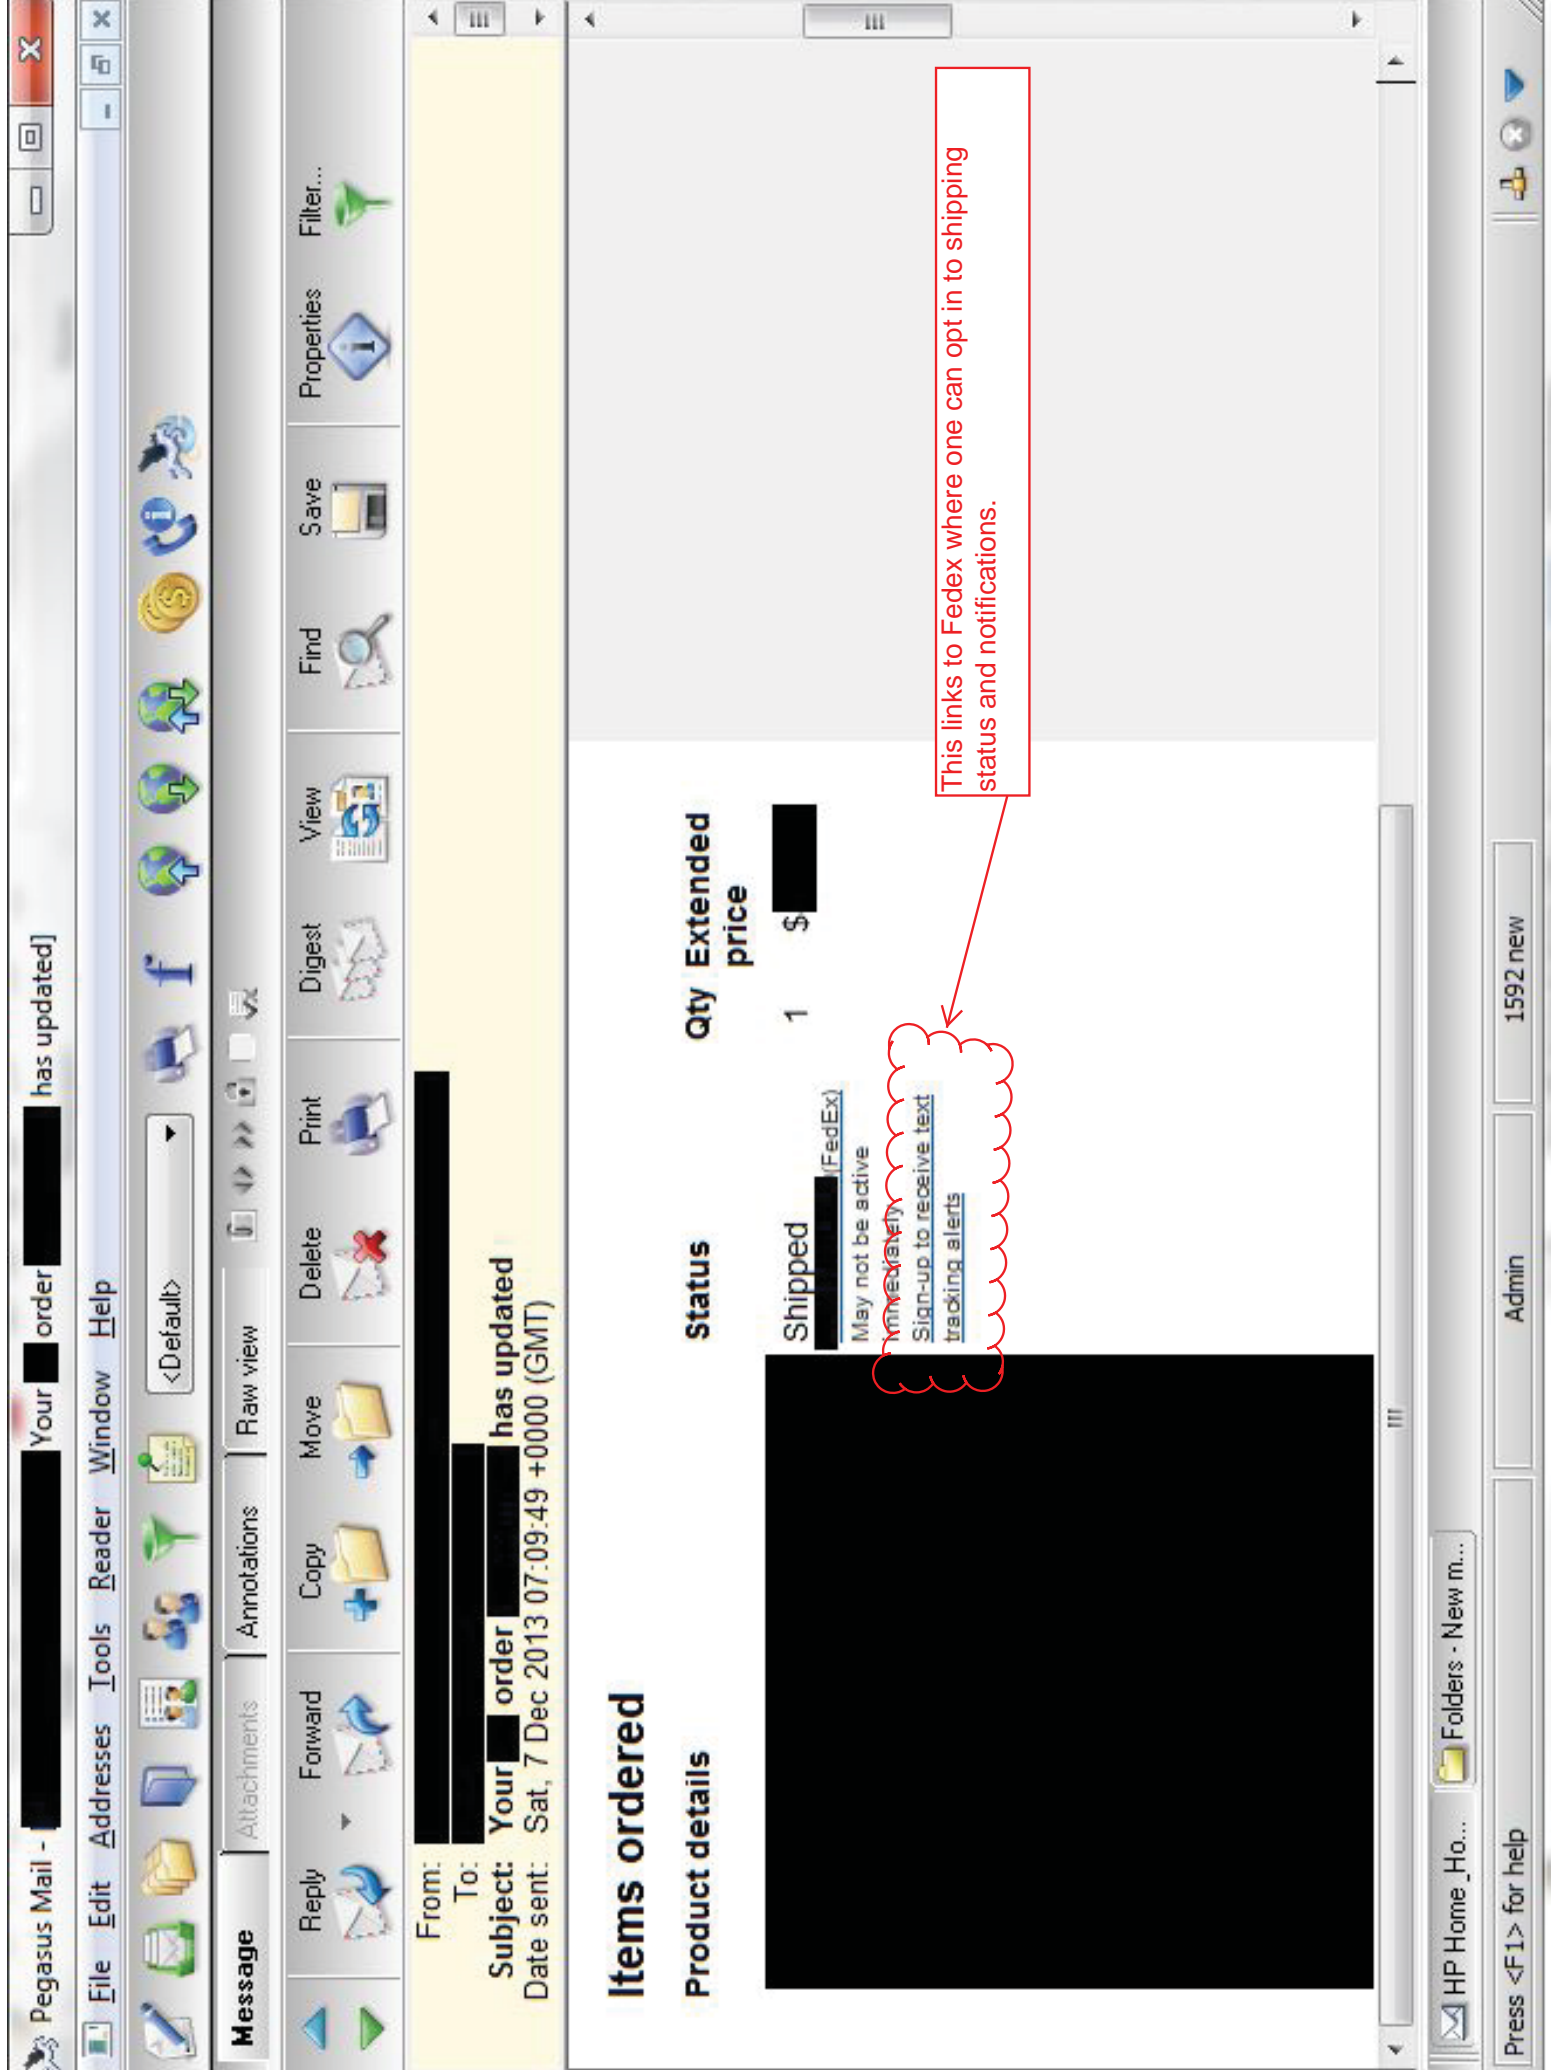 Pegasus Mail - Your order has updated]
File Edit Addresses Tools Reader Window Help
<Default>
Message Attachments Annotations Raw view
Reply Forward Copy Move Delete Print Digest View Find Save Properties Filter...
From:
To:
Subject: Your order has updated
Date sent: Sat, 7 Dec 2013 07:09:49 +0000 (GMT)
Items ordered
Product details Status Qty Extended
price
Shipped 1 $
(FedEx)
May not be active
immediately
Sign-up to receive text
tracking alerts
This links to Fedex where one can opt in to shipping
status and notifications.
HP Home_Ho... Folders - New m...
Press <F1> for help Admin 1592 new